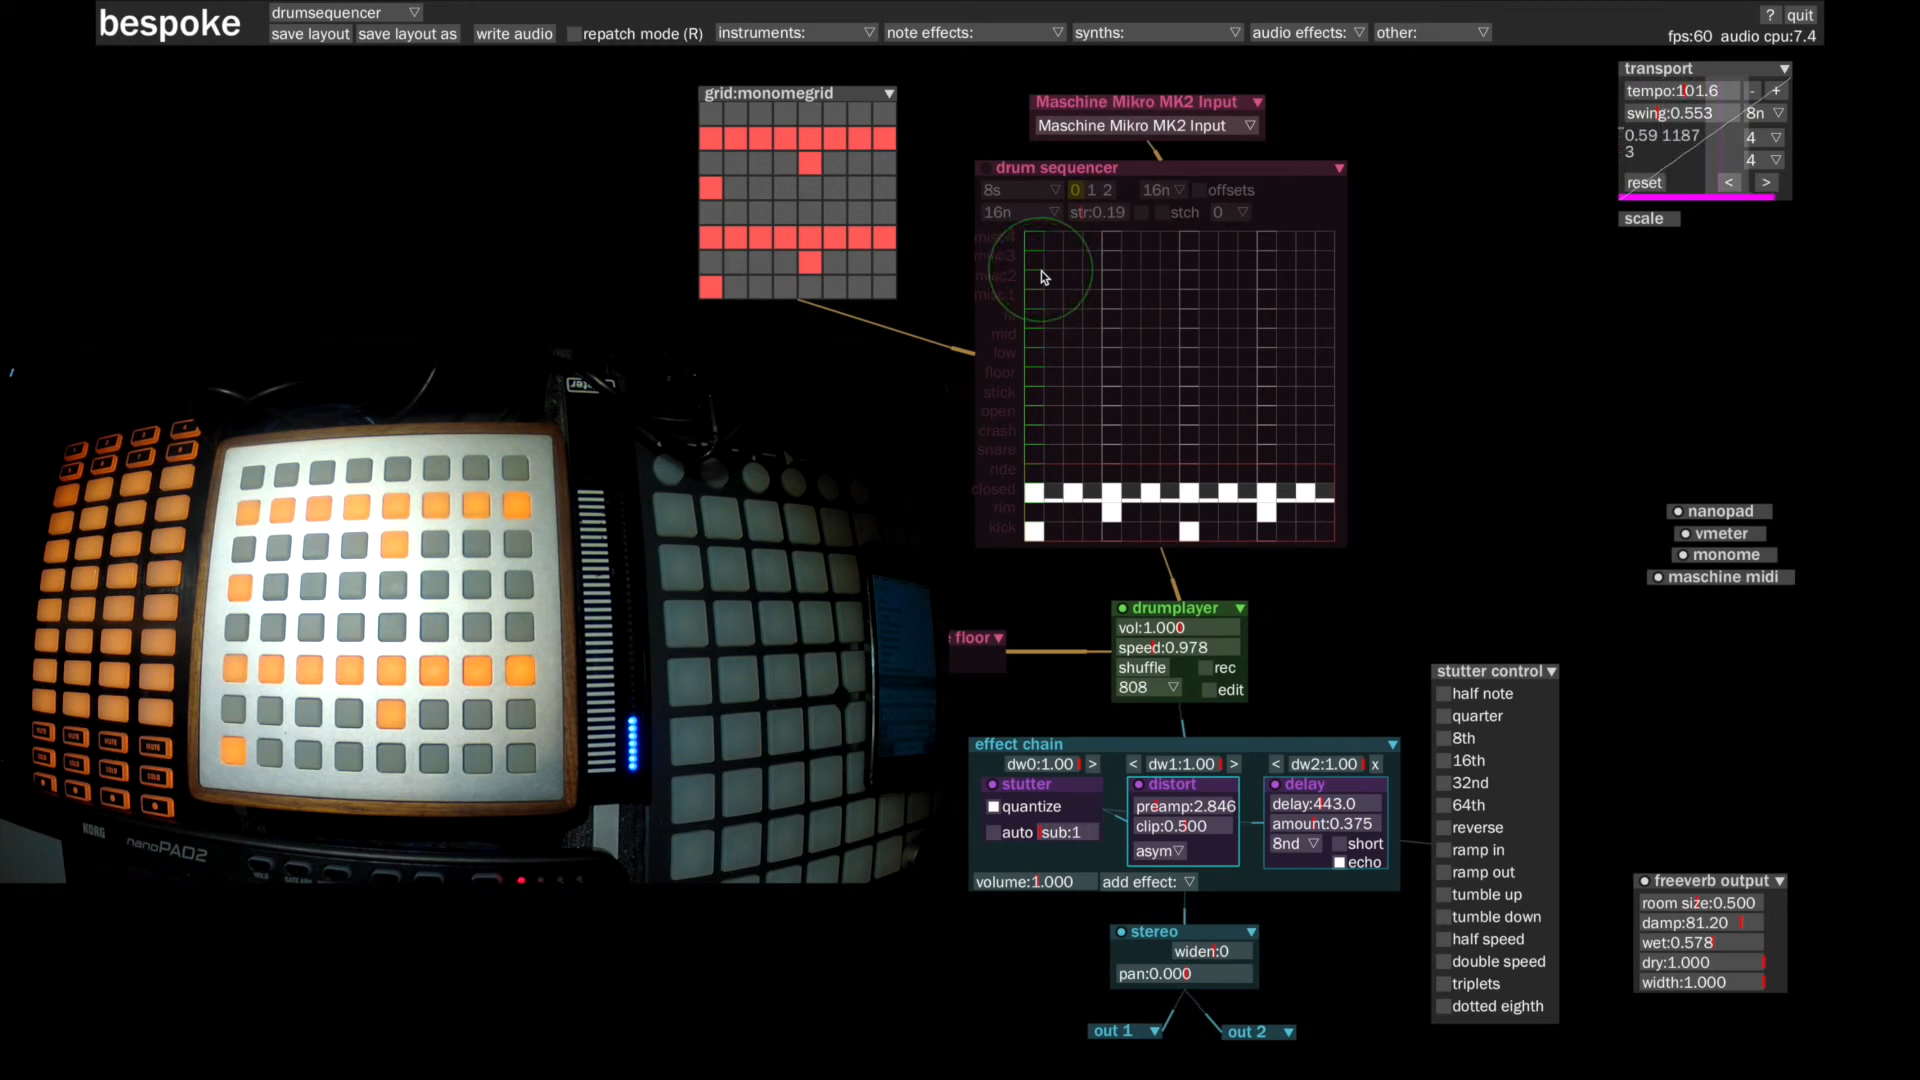 bespoke
drumsequencer
save layout save layout as write audio repatch mode (R) instruments: note effects: synths: audio effects: other:
? quit
fps:60 audio cpu:7.4
transport
tempo:101.6 - +
swing:0.553 8n
0.59 1187 4
3 4
reset < >
scale
grid:monomegrid
Maschine Mikro MK2 Input
Maschine Mikro MK2 Input
drum sequencer
8s 0 1 2 16n offsets
16n str:0.19 stch 0
mid
low
floor
stick
open
crash
snare
ride
closed
rim
kick
nanopad
vmeter
monome
maschine midi
floor
drumplayer
vol:1.000
speed:0.978
shuffle rec
808 edit
effect chain
dw0:1.00 > < dw1:1.00 > < dw2:1.00 x
stutter distort delay
quantize preamp:2.846 delay:443.0
auto sub:1 clip:0.500 amount:0.375
asym 8nd short
echo
volume:1.000 add effect:
stereo
widen:0
pan:0.000
out 1 out 2
stutter control
half note
quarter
8th
16th
32nd
64th
reverse
ramp in
ramp out
tumble up
tumble down
half speed
double speed
triplets
dotted eighth
freeverb output
room size:0.500
damp:81.20
wet:0.578
dry:1.000
width:1.000
KORG
nanoPAD2
MUTE MUTE MUTE MUTE